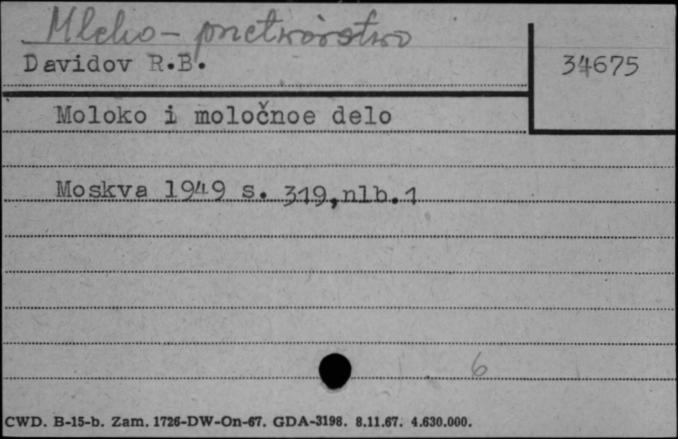 Mleko - przetwórstwo
Davidov R.B.
34675
Moloko i moločnoe delo
Moskva 1949 s. 319,nlb.1
6
CWD. B-15-b. Zam. 1726-DW-On-67. GDA-3198. 8.11.67. 4.630.000.